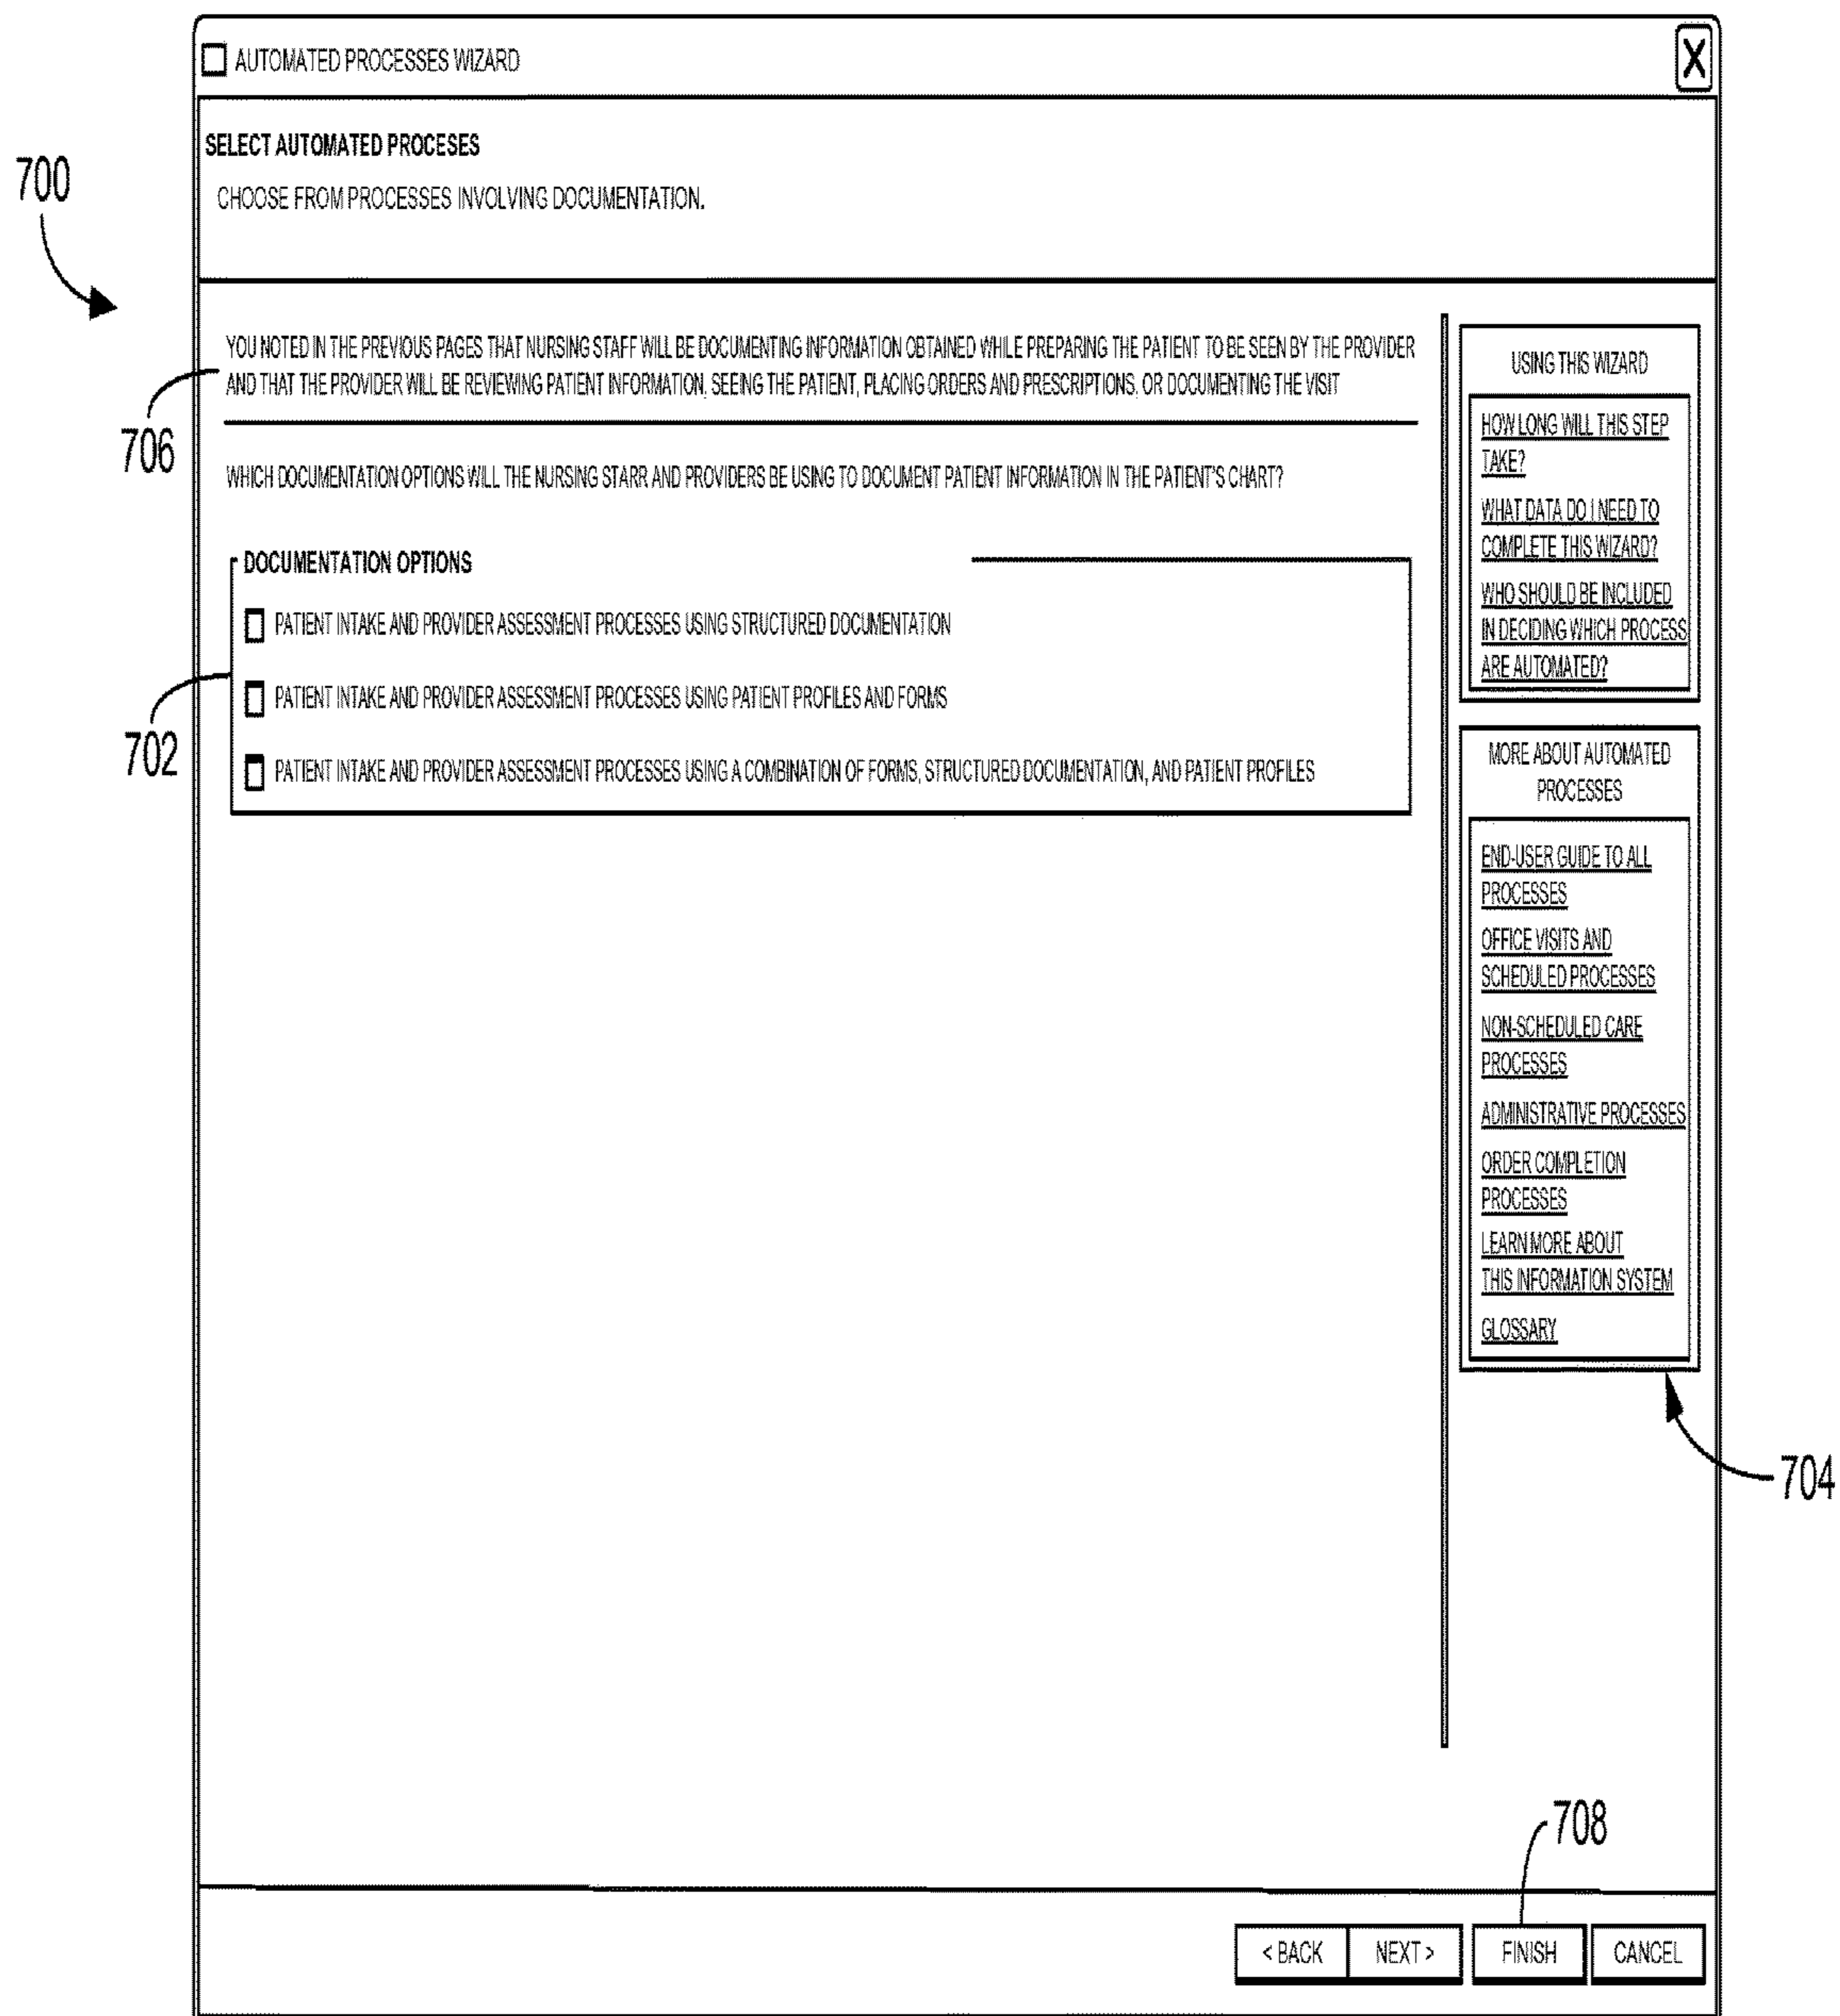 AUTOMATED PROCESSES WIZARD
X
SELECT AUTOMATED PROCESES
CHOOSE FROM PROCESSES INVOLVING DOCUMENTATION.
700
YOU NOTED IN THE PREVIOUS PAGES THAT NURSING STAFF WILL BE DOCUMENTING INFORMATION OBTAINED WHILE PREPARING THE PATIENT TO BE SEEN BY THE PROVIDER
AND THAT THE PROVIDER WILL BE REVIEWING PATIENT INFORMATION, SEEING THE PATIENT, PLACING ORDERS AND PRESCRIPTIONS, OR DOCUMENTING THE VISIT
706
WHICH DOCUMENTATION OPTIONS WILL THE NURSING STARR AND PROVIDERS BE USING TO DOCUMENT PATIENT INFORMATION IN THE PATIENT'S CHART?
DOCUMENTATION OPTIONS
PATIENT INTAKE AND PROVIDER ASSESSMENT PROCESSES USING STRUCTURED DOCUMENTATION
PATIENT INTAKE AND PROVIDER ASSESSMENT PROCESSES USING PATIENT PROFILES AND FORMS
702
PATIENT INTAKE AND PROVIDER ASSESSMENT PROCESSES USING A COMBINATION OF FORMS, STRUCTURED DOCUMENTATION, AND PATIENT PROFILES
USING THIS WIZARD
HOW LONG WILL THIS STEP
TAKE?
WHAT DATA DO I NEED TO
COMPLETE THIS WIZARD?
WHO SHOULD BE INCLUDED
IN DECIDING WHICH PROCESS
ARE AUTOMATED?
MORE ABOUT AUTOMATED
PROCESSES
END-USER GUIDE TO ALL
PROCESSES
OFFICE VISITS AND
SCHEDULED PROCESSES
NON-SCHEDULED CARE
PROCESSES
ADMINISTRATIVE PROCESSES
ORDER COMPLETION
PROCESSES
LEARN MORE ABOUT
THIS INFORMATION SYSTEM
GLOSSARY
704
708
< BACK NEXT > FINISH CANCEL